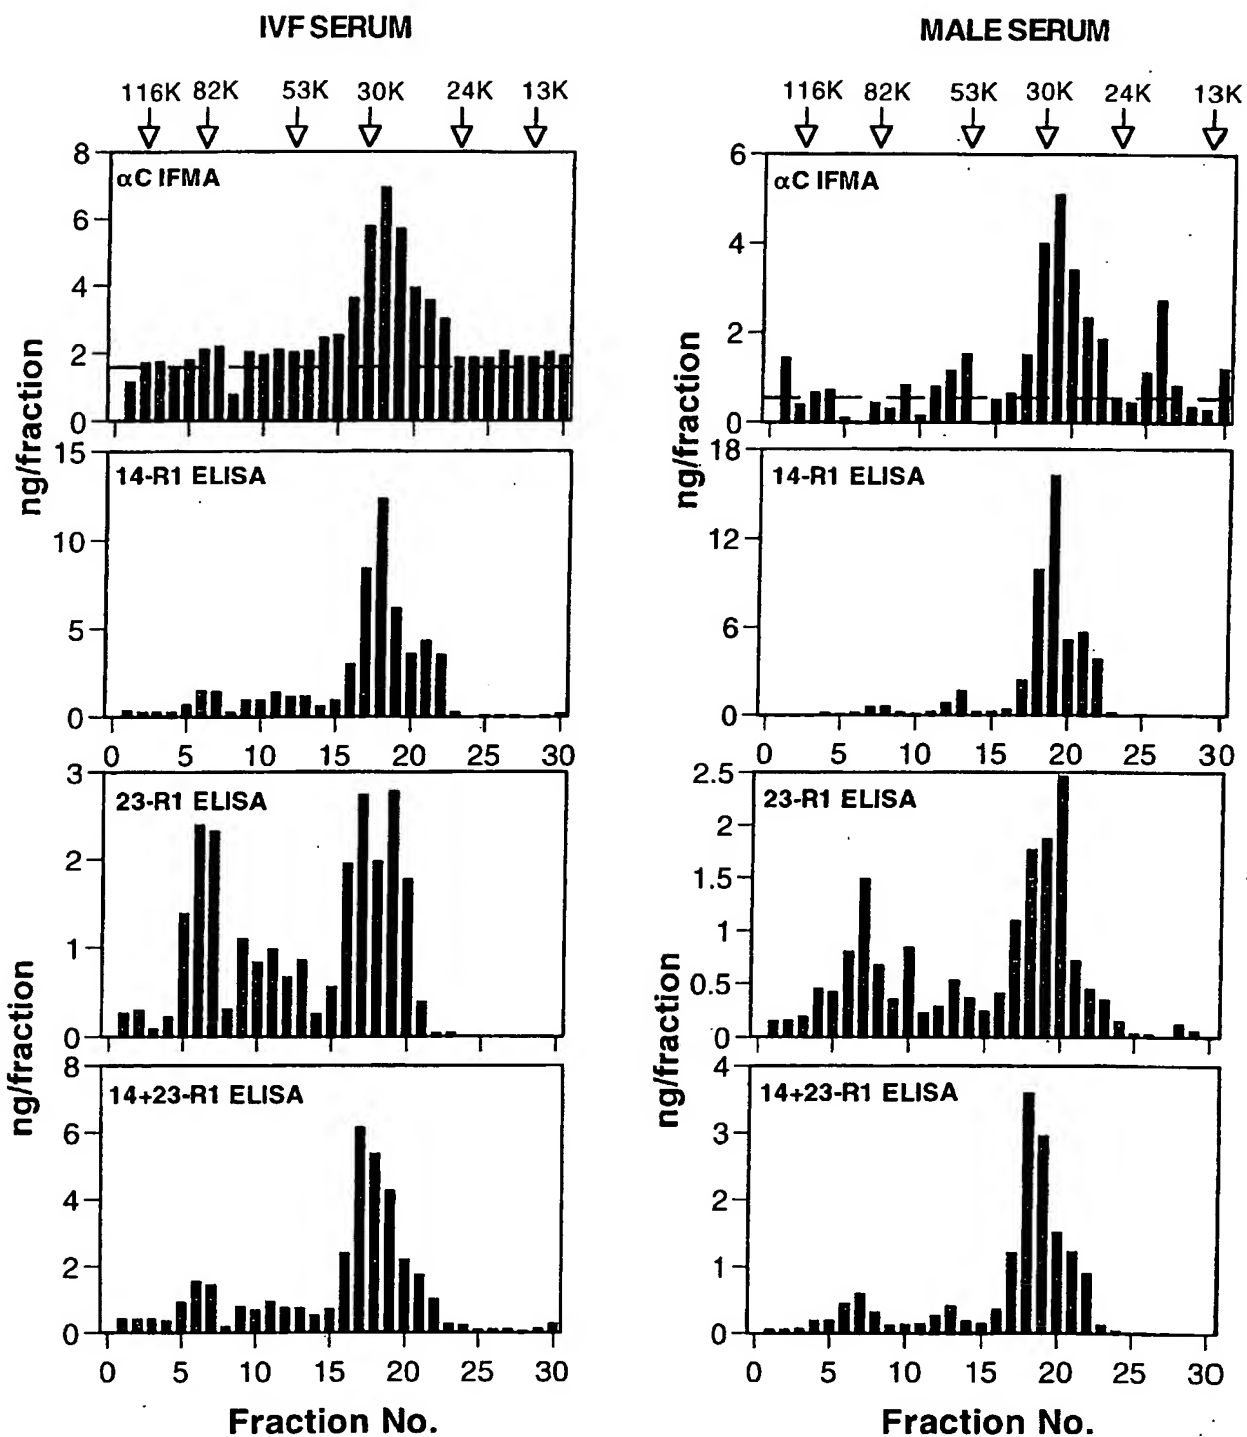 IVF SERUM
116K 82K 53K 30K 24K 13K
αC IFMA
8
6
4
2
0
ng/fraction
14-R1 ELISA
15
10
5
0
0 5 10 15 20 25 30
23-R1 ELISA
3
2
1
0
ng/fraction
14+23-R1 ELISA
8
6
4
2
0
0 5 10 15 20 25 30
Fraction No.
MALE SERUM
116K 82K 53K 30K 24K 13K
αC IFMA
6
4
2
0
ng/fraction
14-R1 ELISA
18
12
6
0
0 5 10 15 20 25 30
23-R1 ELISA
2.5
2
1.5
1
0.5
0
ng/fraction
14+23-R1 ELISA
4
3
2
1
0
0 5 10 15 20 25 30
Fraction No.